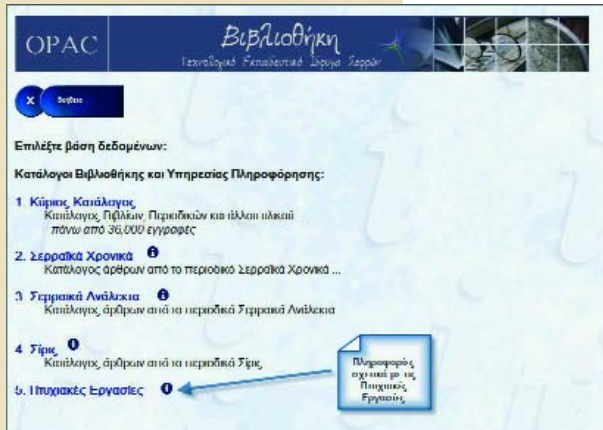 OPAC
Βιβλιοθήκη
Τεχνολογικό Εκπαιδευτικό Ίδρυμα Σερρών
X Βοήθεια
Επιλέξτε βάση δεδομένων:
Κατάλογοι Βιβλιοθήκης και Υπηρεσίας Πληροφόρησης:
1. Κύριος Κατάλογος
Κατάλογος Βιβλίων, Περιοδικών και άλλου υλικού
πάνω από 36,000 εγγραφές
2. Σερραϊκά Χρονικά
Κατάλογος άρθρων από το περιοδικό Σερραϊκά Χρονικά ...
3. Σερραικά Ανάλεκτα
Κατάλογος άρθρων από το περιοδικό Σερραικά Ανάλεκτα
4. Σίρις
Κατάλογος άρθρων από το περιοδικό Σίρις
5. Πτυχιακές Εργασίες
Πληροφορίες
σχετικά με τις
Πτυχιακές
Εργασίες